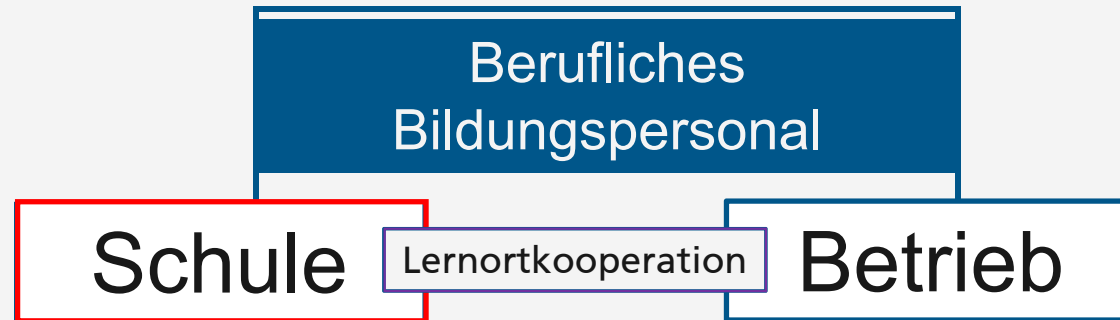 Berufliches
Bildungspersonal
Schule
Lernortkooperation
Betrieb